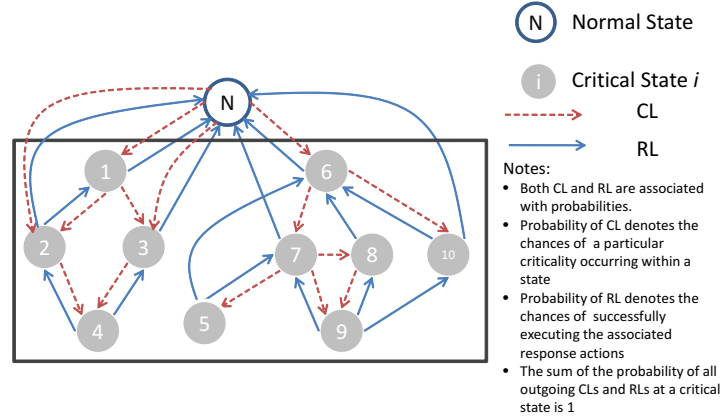 N Normal State
i Critical State i
CL
RL
Notes:
• Both CL and RL are associated
with probabilities.
• Probability of CL denotes the
chances of a particular
criticality occurring within a
state
• Probability of RL denotes the
chances of successfully
executing the associated
response actions
• The sum of the probability of all
outgoing CLs and RLs at a critical
state is 1
N
1
6
2
3
7
8
10
4
5
9